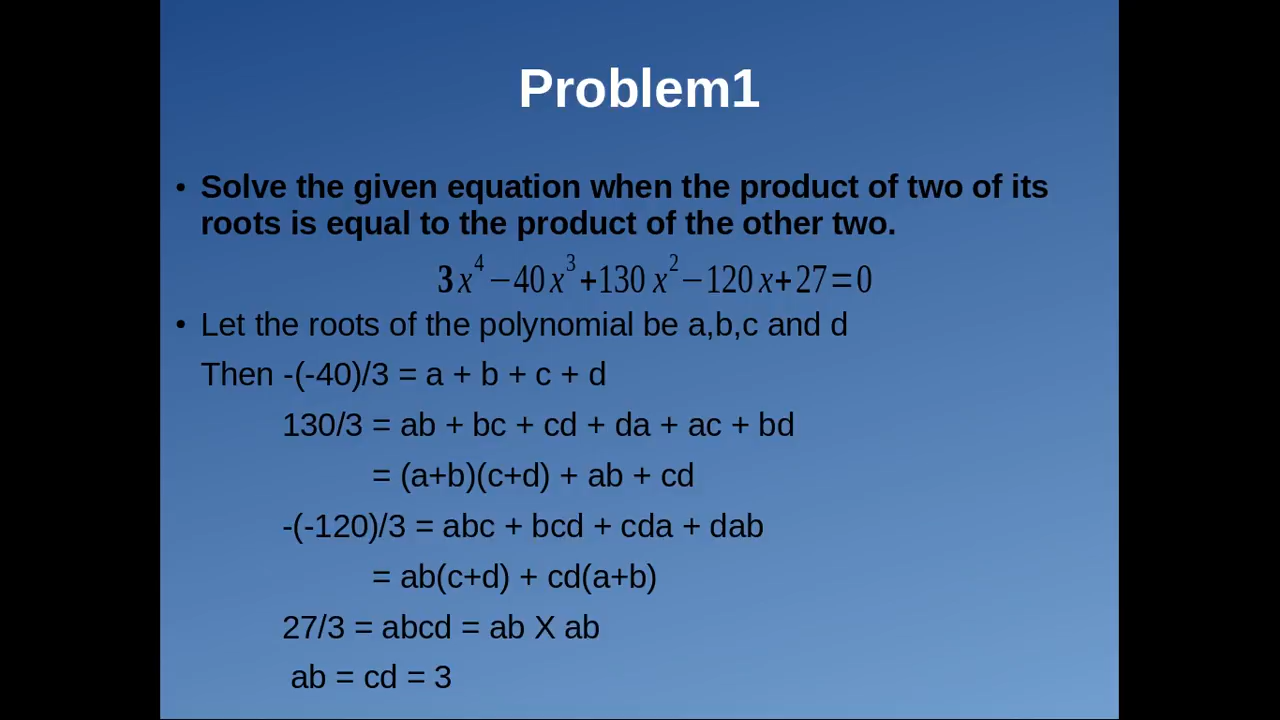 Problem1
• Solve the given equation when the product of two of its
roots is equal to the product of the other two.
3x⁴−40x³+130x²−120x+27=0
• Let the roots of the polynomial be a,b,c and d
Then -(-40)/3 = a + b + c + d
130/3 = ab + bc + cd + da + ac + bd
= (a+b)(c+d) + ab + cd
-(-120)/3 = abc + bcd + cda + dab
= ab(c+d) + cd(a+b)
27/3 = abcd = ab X ab
ab = cd = 3